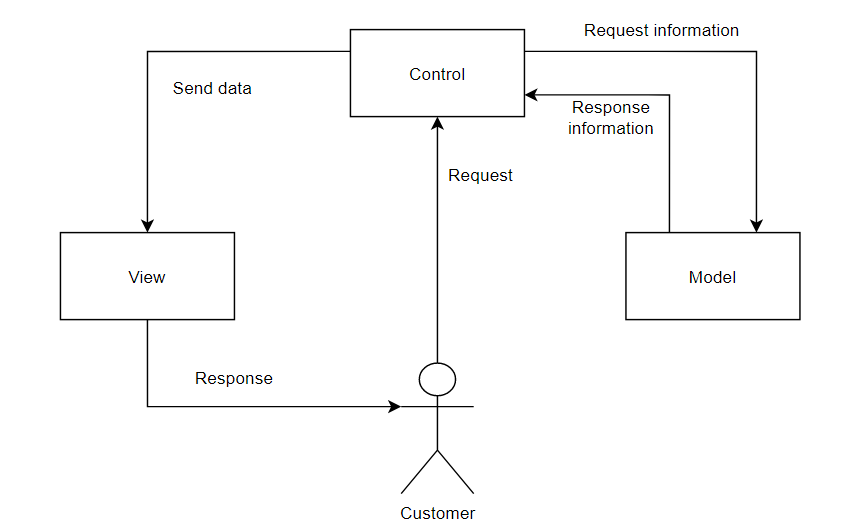 Request information
Control
Send data
Response
information
Request
View
Model
Response
Customer